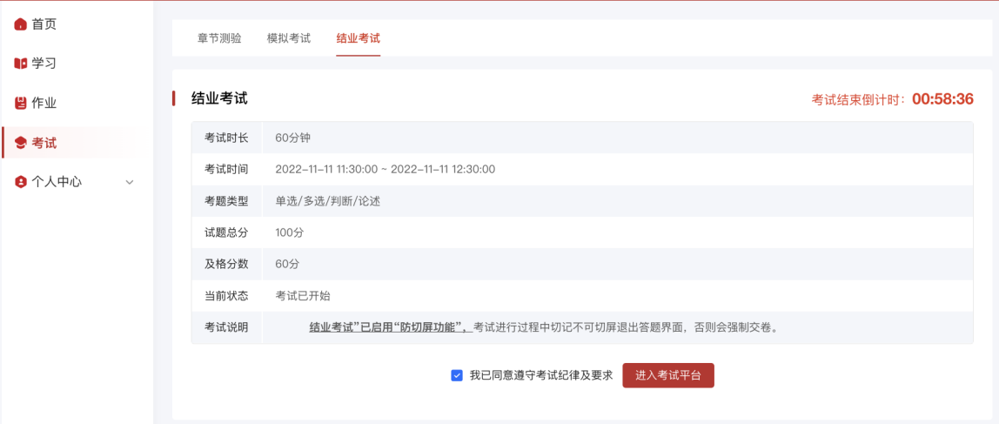 首页
学习
作业
考试
个人中心
章节测验 模拟考试 结业考试
结业考试
考试结束倒计时：00:58:36
考试时长 60分钟
考试时间 2022-11-11 11:30:00 ~ 2022-11-11 12:30:00
考题类型 单选/多选/判断/论述
试题总分 100分
及格分数 60分
当前状态 考试已开始
考试说明 结业考试”已启用“防切屏功能”，考试进行过程中切记不可切屏退出答题界面，否则会强制交卷。
我已同意遵守考试纪律及要求 进入考试平台